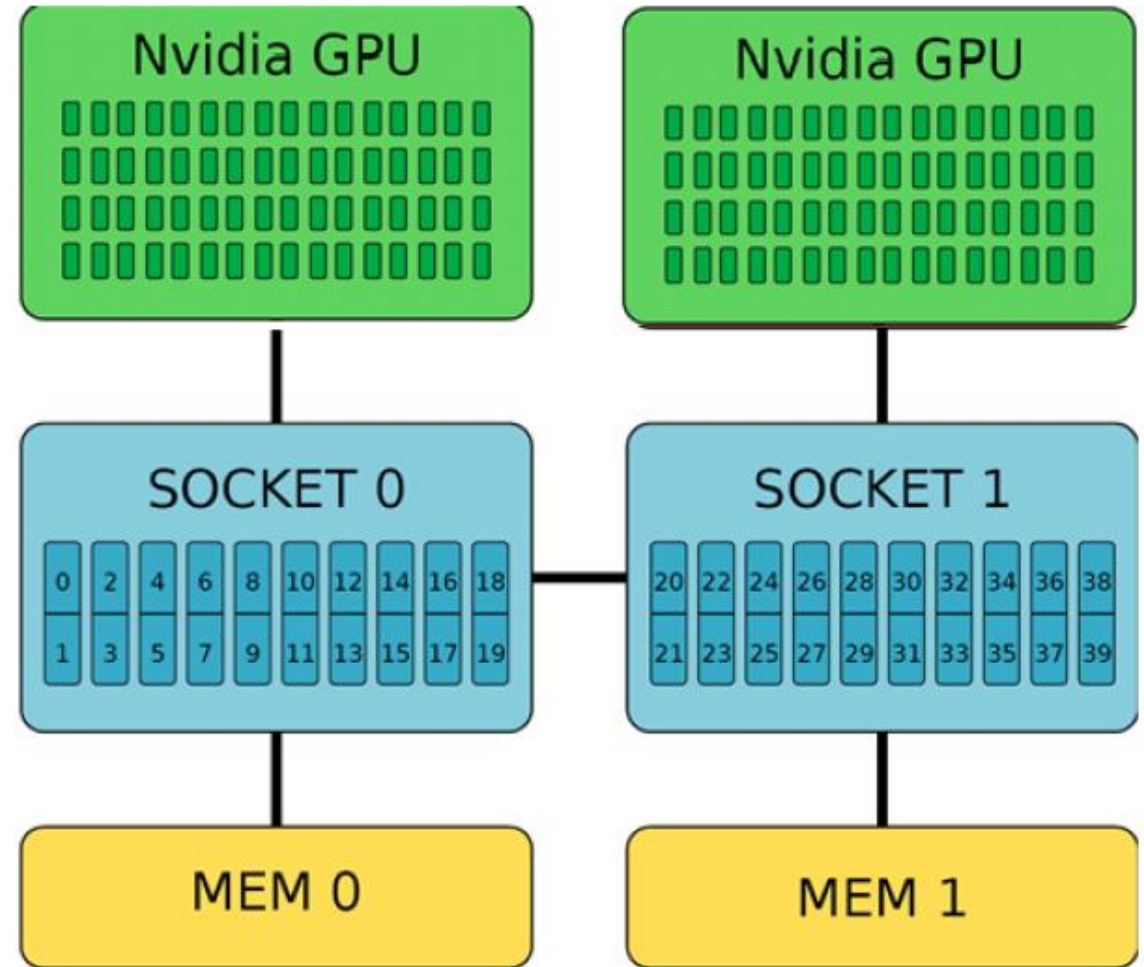 Nvidia GPU
Nvidia GPU
SOCKET 0
0 2 4 6 8 10 12 14 16 18
1 3 5 7 9 11 13 15 17 19
SOCKET 1
20 22 24 26 28 30 32 34 36 38
21 23 25 27 29 31 33 35 37 39
MEM 0
MEM 1